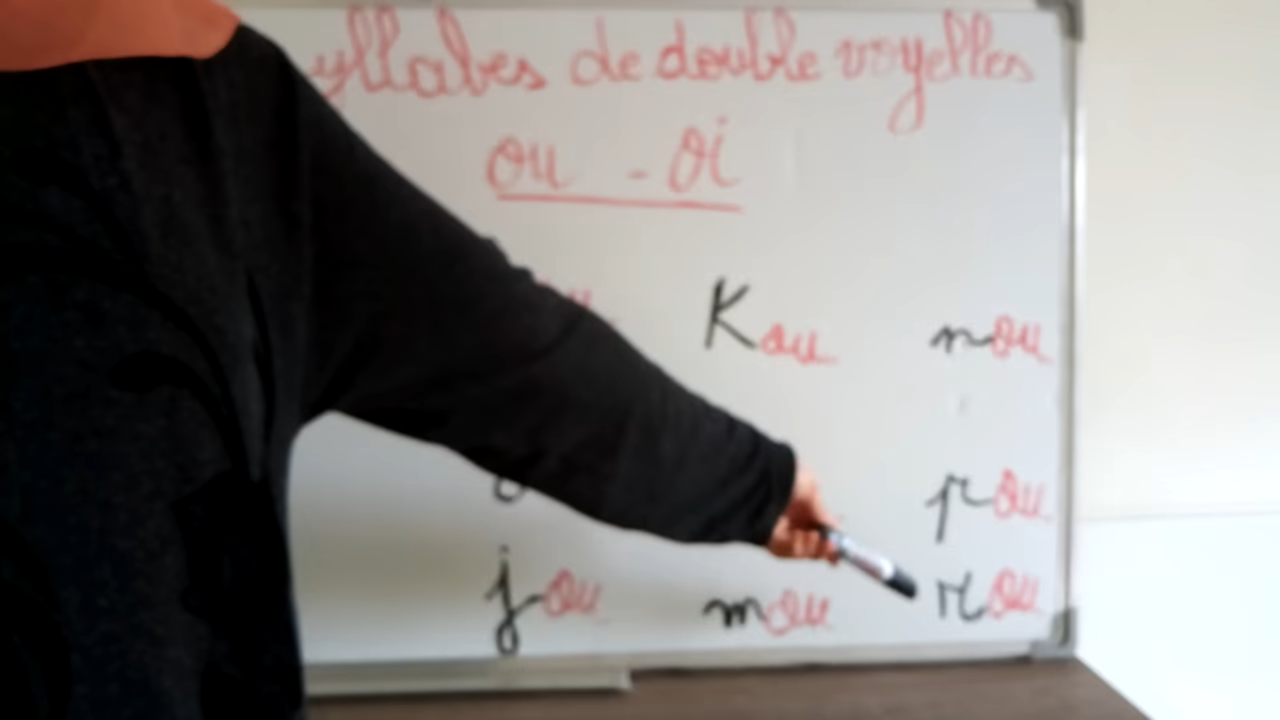 yllabes de double voyelles
ou - oi
Kou nou
pou
jou mou rou